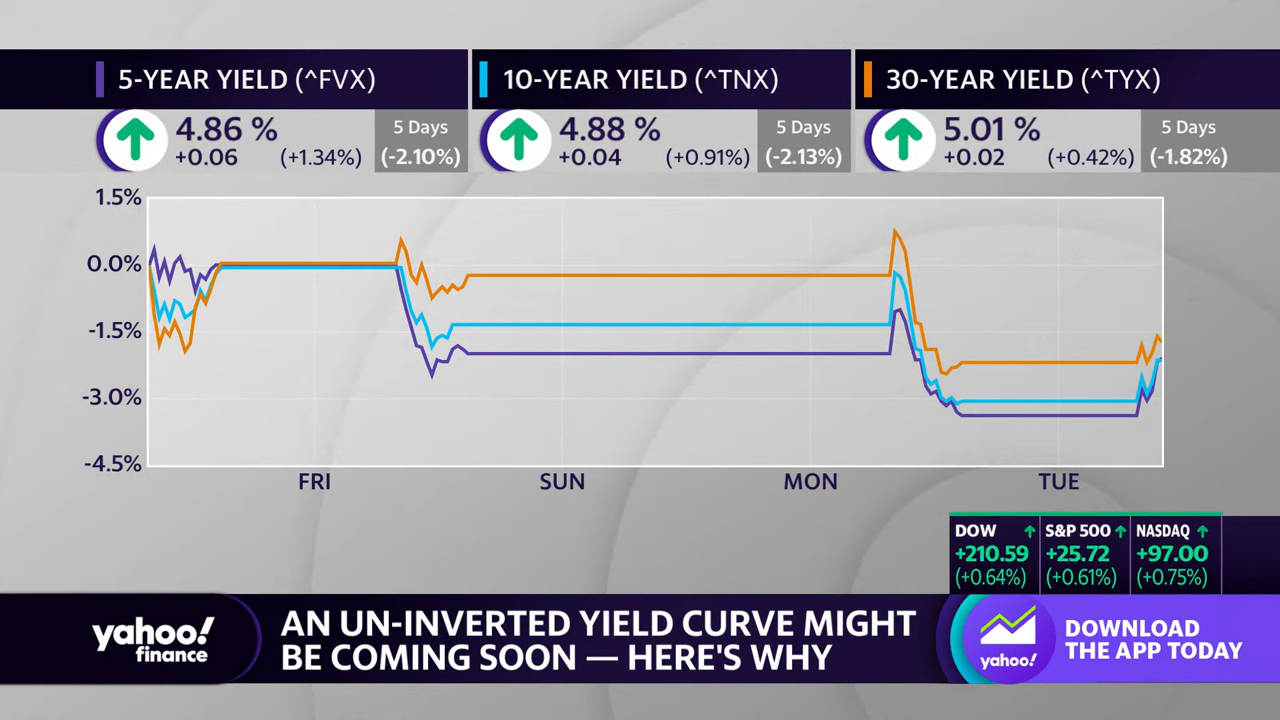 5-YEAR YIELD (^FVX)
4.86 %
+0.06 (+1.34%)
5 Days
(-2.10%)
10-YEAR YIELD (^TNX)
4.88 %
+0.04 (+0.91%)
5 Days
(-2.13%)
30-YEAR YIELD (^TYX)
5.01 %
+0.02 (+0.42%)
5 Days
(-1.82%)
1.5%
0.0%
-1.5%
-3.0%
-4.5%
FRI SUN MON TUE
DOW
+210.59
(+0.64%)
S&P 500
+25.72
(+0.61%)
NASDAQ
+97.00
(+0.75%)
yahoo!
finance
AN UN-INVERTED YIELD CURVE MIGHT
BE COMING SOON — HERE'S WHY
yahoo!
DOWNLOAD
THE APP TODAY